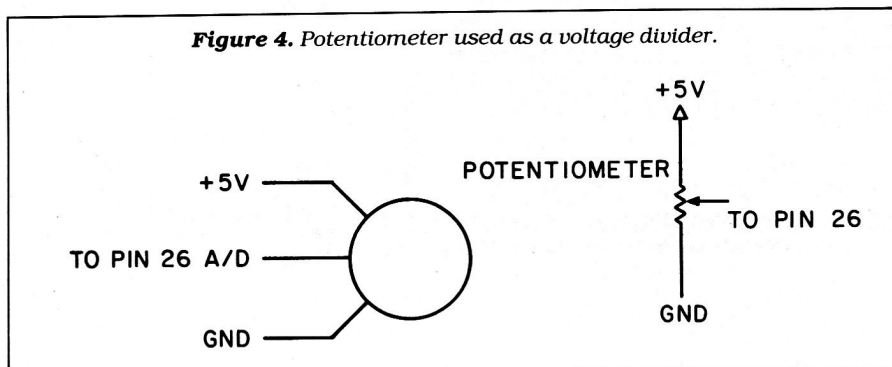 Figure 4. Potentiometer used as a voltage divider.
+5V
TO PIN 26 A/D
GND
+5V
POTENTIOMETER
TO PIN 26
GND